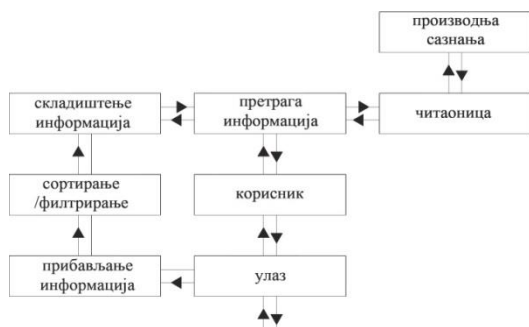 производња
сазнања
складиштење
информација
претрага
информација
читаоница
сортирање
/филтрирање
корисник
прибављање
информација
улаз